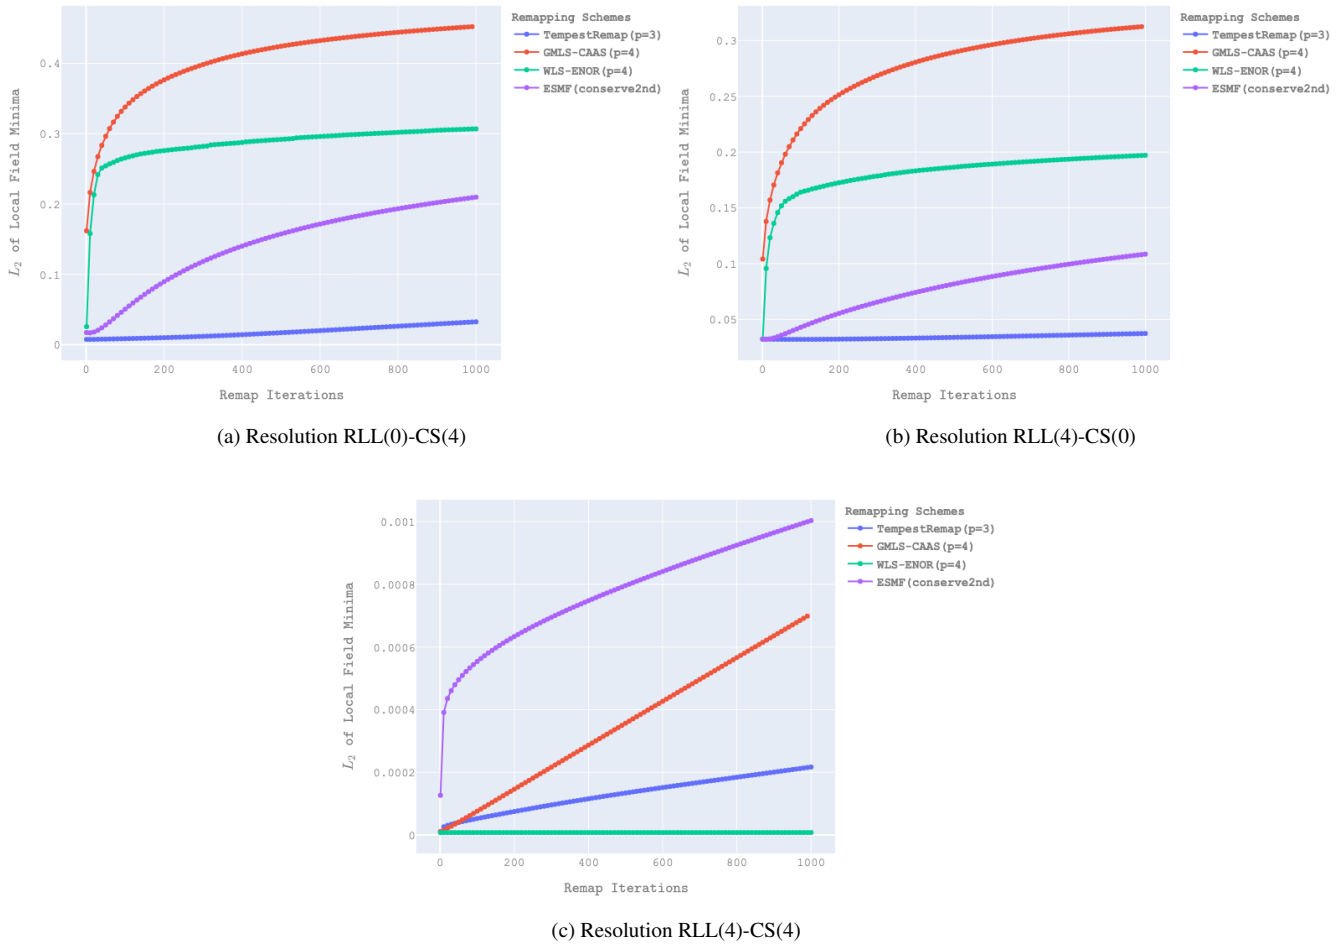 Remapping Schemes
TempestRemap(p=3)
GMLS-CAAS(p=4)
WLS-ENOR(p=4)
ESMF(conserve2nd)
L₂ of Local Field Minima
0.4
0.3
0.2
0.1
0
0 200 400 600 800 1000
Remap Iterations
(a) Resolution RLL(0)-CS(4)
Remapping Schemes
TempestRemap(p=3)
GMLS-CAAS(p=4)
WLS-ENOR(p=4)
ESMF(conserve2nd)
L₂ of Local Field Minima
0.3
0.25
0.2
0.15
0.1
0.05
0 200 400 600 800 1000
Remap Iterations
(b) Resolution RLL(4)-CS(0)
Remapping Schemes
TempestRemap(p=3)
GMLS-CAAS(p=4)
WLS-ENOR(p=4)
ESMF(conserve2nd)
L₂ of Local Field Minima
0.001
0.0008
0.0006
0.0004
0.0002
0
0 200 400 600 800 1000
Remap Iterations
(c) Resolution RLL(4)-CS(4)